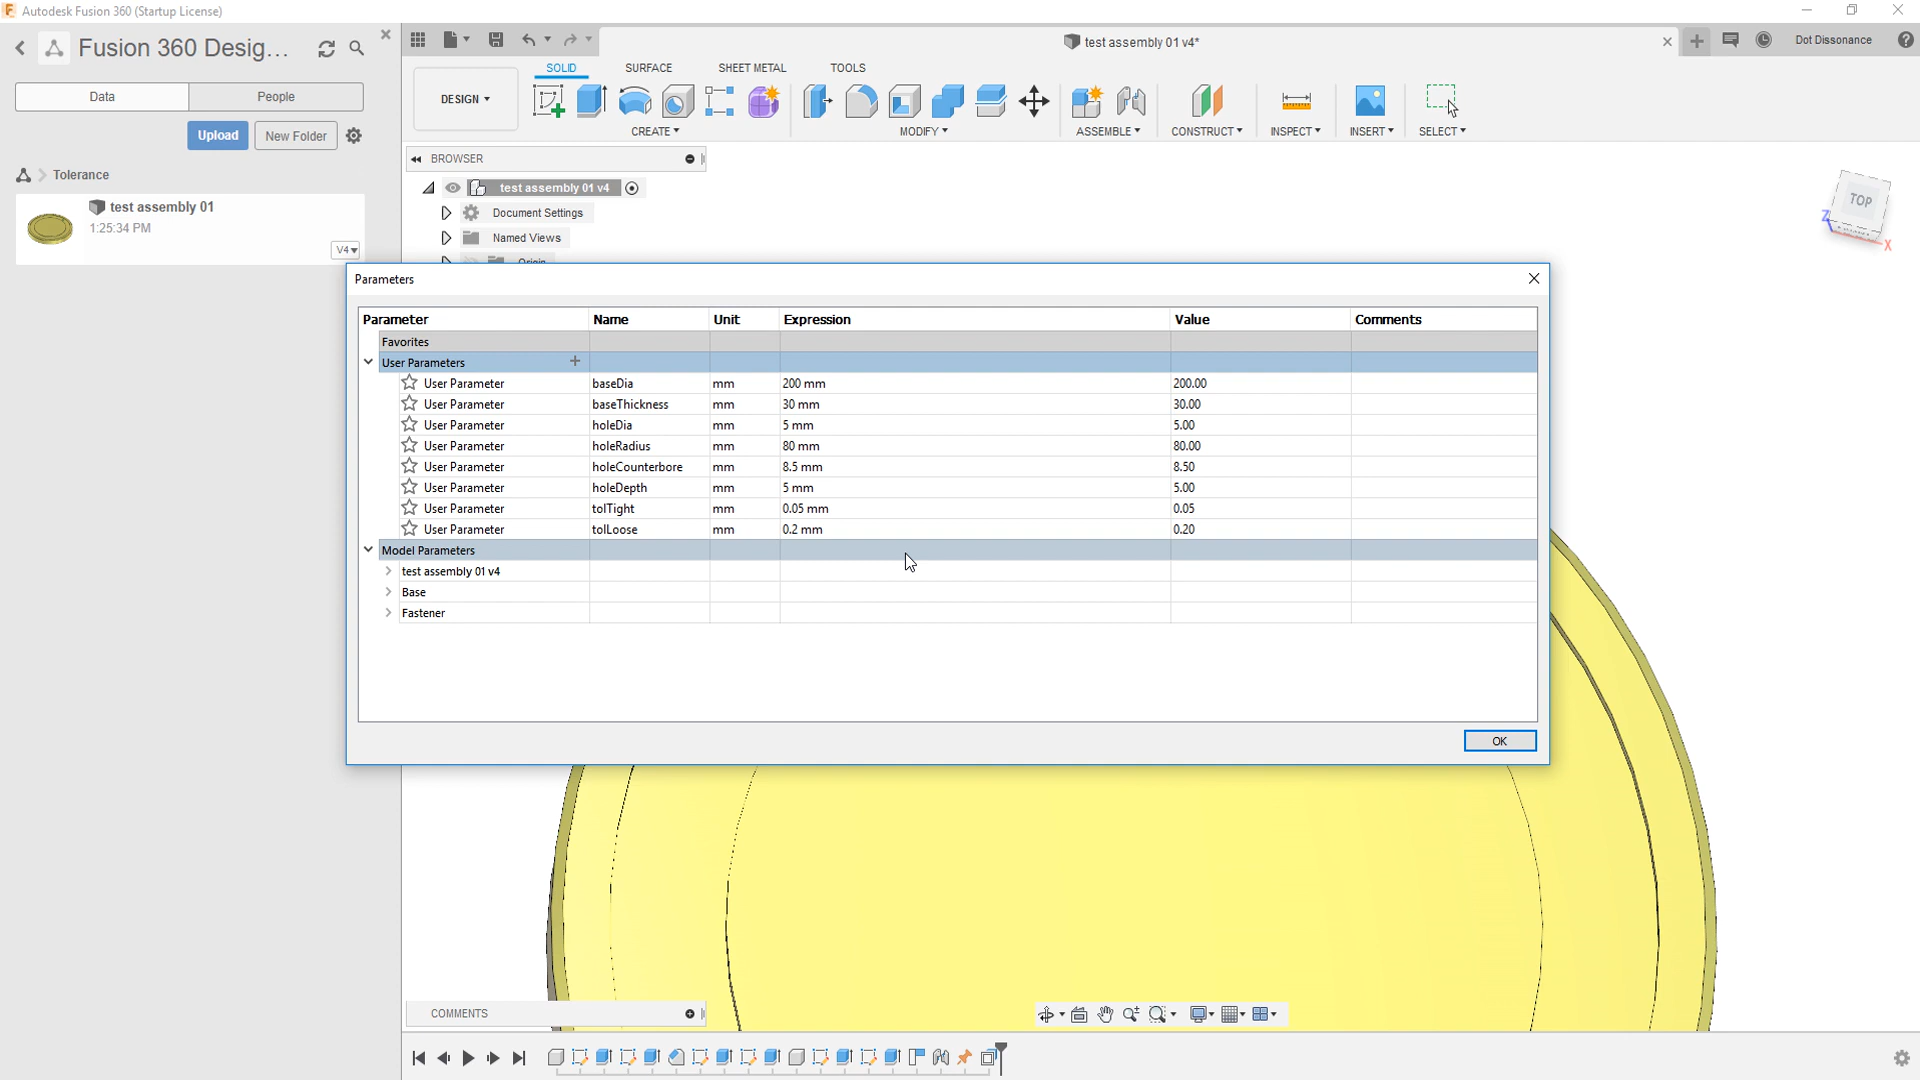 Autodesk Fusion 360 (Startup License)
Fusion 360 Desig...
Data
People
Upload
New Folder
Tolerance
test assembly 01
1:25:34 PM
V4
test assembly 01 v4*
Dot Dissonance
SOLID
SURFACE
SHEET METAL
TOOLS
DESIGN
CREATE
MODIFY
ASSEMBLE
CONSTRUCT
INSPECT
INSERT
SELECT
BROWSER
test assembly 01 v4
Document Settings
Named Views
Origin
TOP
Z
X
Parameters
Parameter Name Unit Expression Value Comments
Favorites
User Parameters
User Parameter baseDia mm 200 mm 200.00
User Parameter baseThickness mm 30 mm 30.00
User Parameter holeDia mm 5 mm 5.00
User Parameter holeRadius mm 80 mm 80.00
User Parameter holeCounterbore mm 8.5 mm 8.50
User Parameter holeDepth mm 5 mm 5.00
User Parameter tolTight mm 0.05 mm 0.05
User Parameter tolLoose mm 0.2 mm 0.20
Model Parameters
test assembly 01 v4
Base
Fastener
OK
COMMENTS